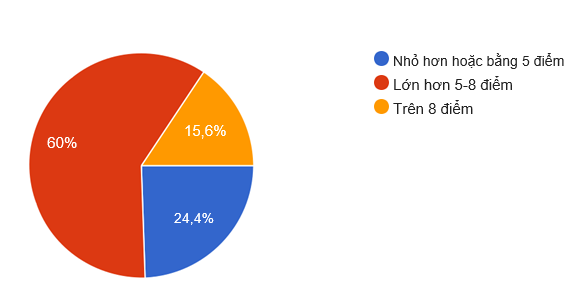 Nhỏ hơn hoặc bằng 5 điểm
Lớn hơn 5-8 điểm
Trên 8 điểm
60%
15,6%
24,4%